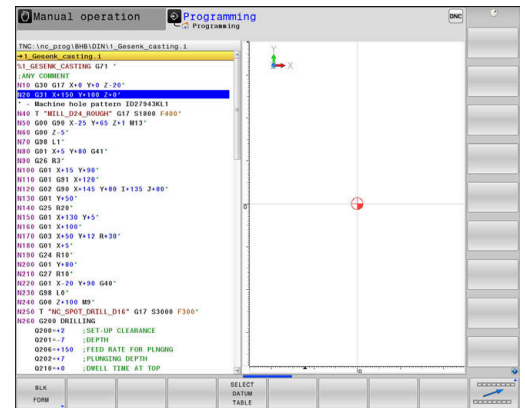 Manual operation
Programming
Programming
DNC
TNC:\nc_prog\BHB\DIN\1_Gesenk_casting.i
→1_Gesenk_casting.i
%1_GESENK_CASTING G71 *
;ANY COMMENT
N10 G30 G17 X+0 Y+0 Z-20*
N20 G31 X+150 Y+100 Z+0*
* - Machine hole pattern ID27943KL1
N40 T "MILL_D24_ROUGH" G17 S1800 F400*
N50 G00 G90 X-25 Y+65 Z+1 M13*
N60 G00 Z-5*
N70 G98 L1*
N80 G01 X+5 Y+80 G41*
N90 G26 R3*
N100 G01 X+15 Y+90*
N110 G01 G91 X+120*
N120 G02 G90 X+145 Y+80 I+135 J+80*
N130 G01 Y+50*
N140 G25 R20*
N150 G01 X+130 Y+5*
N160 G01 X+100*
N170 G03 X+50 Y+12 R+30*
N180 G01 X+5*
N190 G24 R10*
N200 G01 Y+80*
N210 G27 R10*
N220 G01 X-20 Y+90 G40*
N230 G98 L0*
N240 G00 Z+100 M9*
N250 T "NC_SPOT_DRILL_D16" G17 S3000 F300*
N260 G200 DRILLING
Q200=+2 ;SET-UP CLEARANCE
Q201=-7 ;DEPTH
Q206=+150 ;FEED RATE FOR PLNGNG
Q202=+7 ;PLUNGING DEPTH
Q210=+0 ;DWELL TIME AT TOP
Y
X
0
0
BLK
FORM
SELECT
DATUM
TABLE